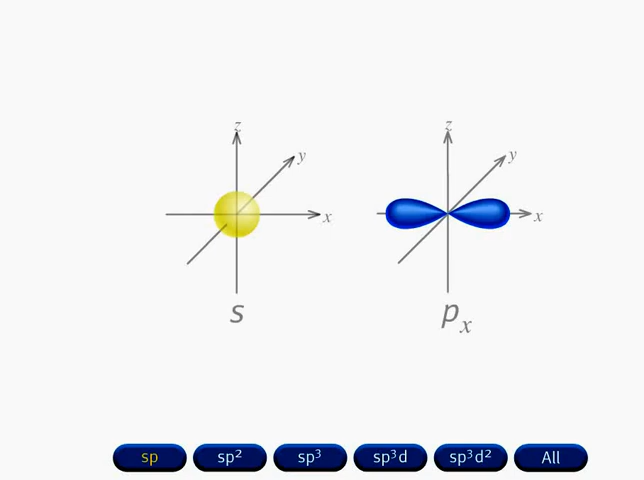 z z
y y
x x
s pₓ
sp sp² sp³ sp³d sp³d² All